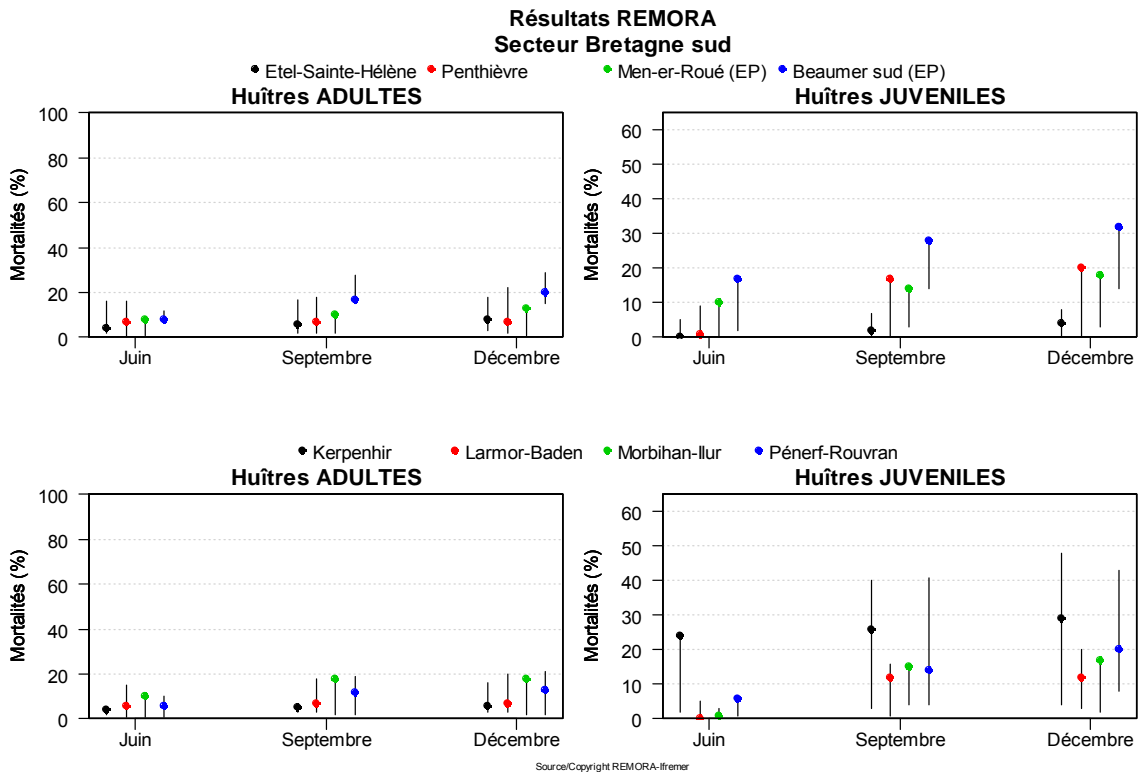 Résultats REMORA
Secteur Bretagne sud
Etel-Sainte-Hélène Penthièvre Men-er-Roué (EP) Beaumer sud (EP)
Huîtres ADULTES
Mortalités (%)
100
80
60
40
20
0
Juin Septembre Décembre
Huîtres JUVENILES
Mortalités (%)
60
50
40
30
20
10
0
Juin Septembre Décembre
Kerpenhir Larmor-Baden Morbihan-Ilur Pénerf-Rouvran
Huîtres ADULTES
Mortalités (%)
100
80
60
40
20
0
Juin Septembre Décembre
Huîtres JUVENILES
Mortalités (%)
60
50
40
30
20
10
0
Juin Septembre Décembre
Source/Copyright REMORA-Ifremer